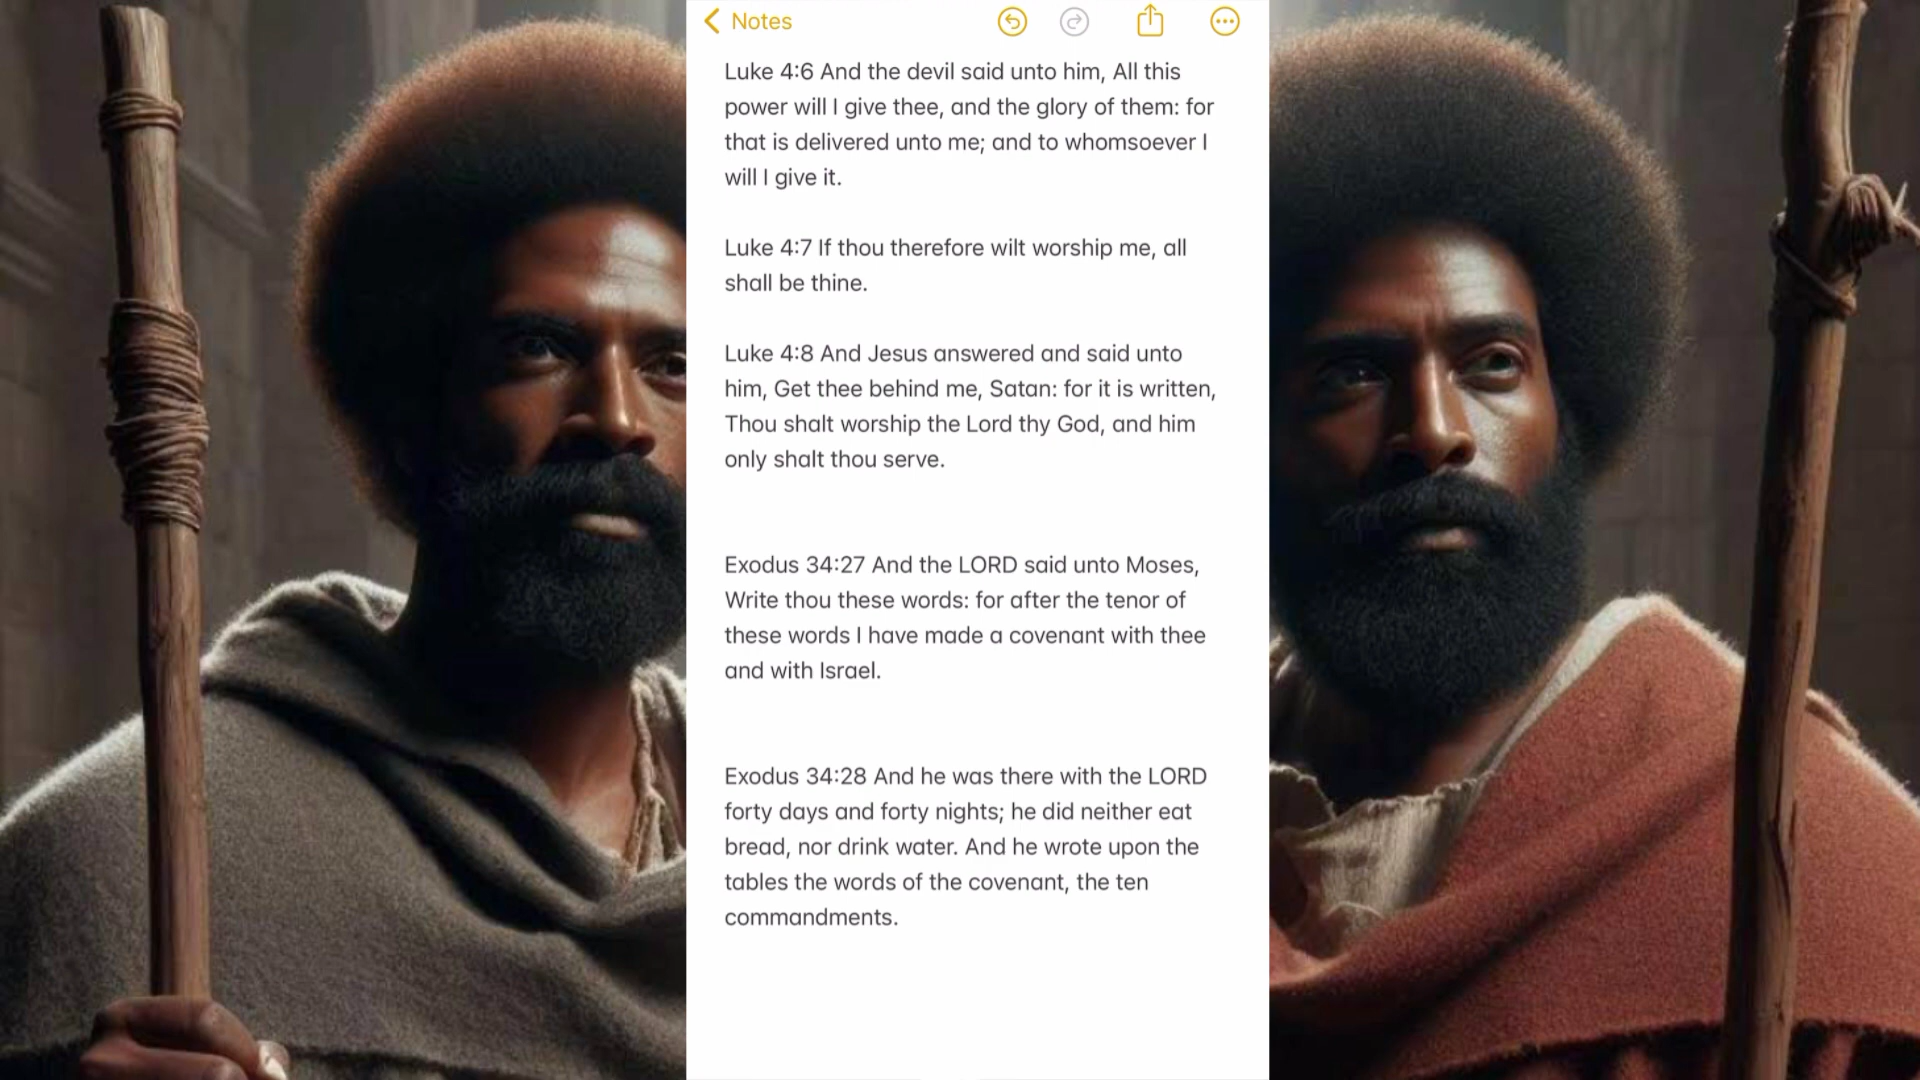 Notes
Luke 4:6 And the devil said unto him, All this
power will I give thee, and the glory of them: for
that is delivered unto me; and to whomsoever I
will I give it.
Luke 4:7 If thou therefore wilt worship me, all
shall be thine.
Luke 4:8 And Jesus answered and said unto
him, Get thee behind me, Satan: for it is written,
Thou shalt worship the Lord thy God, and him
only shalt thou serve.
Exodus 34:27 And the LORD said unto Moses,
Write thou these words: for after the tenor of
these words I have made a covenant with thee
and with Israel.
Exodus 34:28 And he was there with the LORD
forty days and forty nights; he did neither eat
bread, nor drink water. And he wrote upon the
tables the words of the covenant, the ten
commandments.